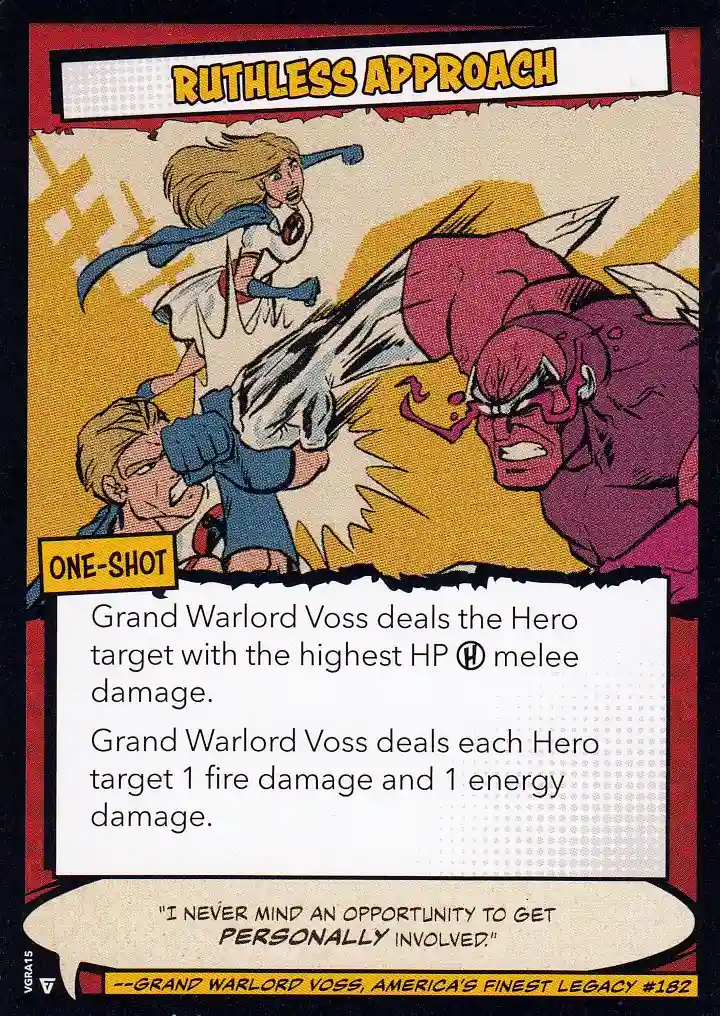 RUTHLESS APPROACH
ONE-SHOT
Grand Warlord Voss deals the Hero
target with the highest HP Ⓗ melee
damage.
Grand Warlord Voss deals each Hero
target 1 fire damage and 1 energy
damage.
"I NEVER MIND AN OPPORTUNITY TO GET
PERSONALLY INVOLVED."
--GRAND WARLORD VOSS, AMERICA'S FINEST LEGACY #182
VGRA15